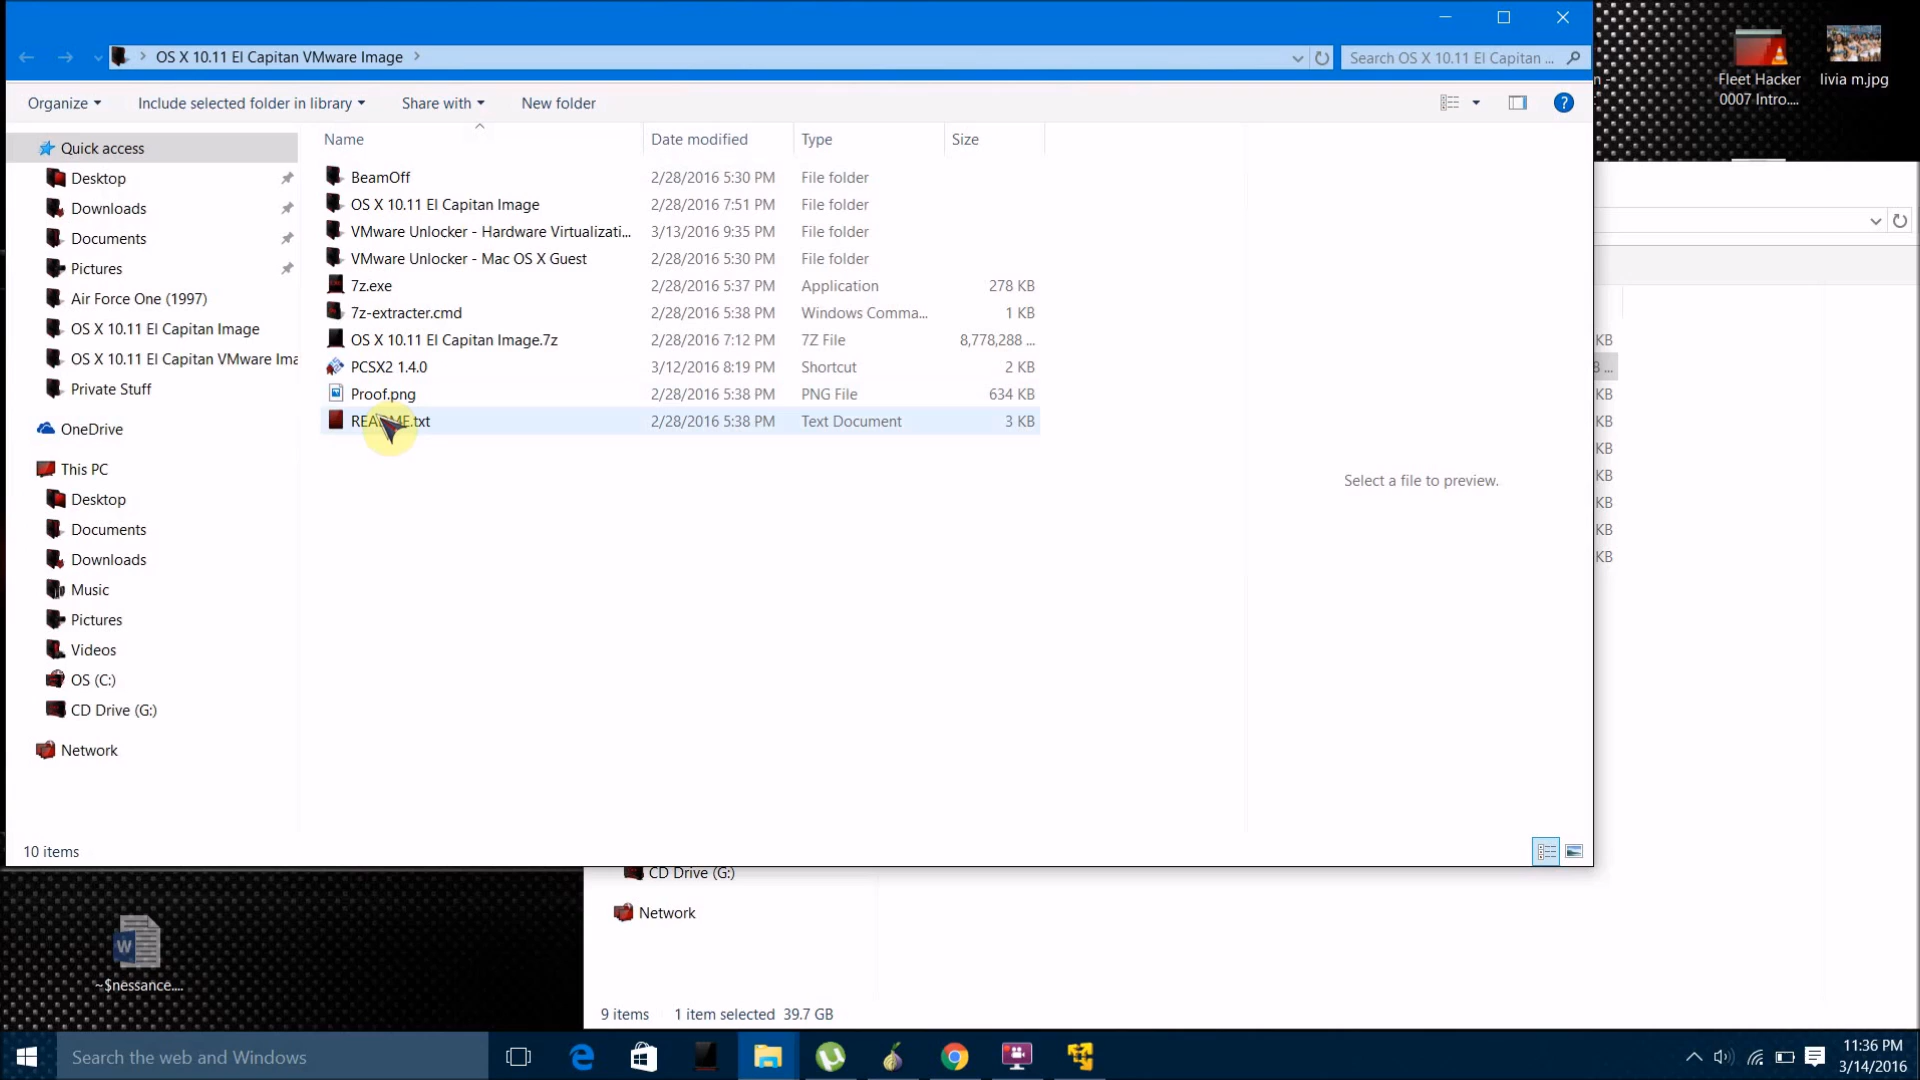 OS X 10.11 El Capitan VMware Image
Search OS X 10.11 El Capitan ...
Organize
Include selected folder in library
Share with
New folder
?
Name
Date modified
Type
Size
Quick access
Desktop
Downloads
Documents
Pictures
Air Force One (1997)
OS X 10.11 El Capitan Image
OS X 10.11 El Capitan VMware Ima
Private Stuff
OneDrive
This PC
Desktop
Documents
Downloads
Music
Pictures
Videos
OS (C:)
CD Drive (G:)
Network
BeamOff 2/28/2016 5:30 PM File folder
OS X 10.11 El Capitan Image 2/28/2016 7:51 PM File folder
VMware Unlocker - Hardware Virtualizati... 3/13/2016 9:35 PM File folder
VMware Unlocker - Mac OS X Guest 2/28/2016 5:30 PM File folder
7z.exe 2/28/2016 5:37 PM Application 278 KB
7z-extracter.cmd 2/28/2016 5:38 PM Windows Comma... 1 KB
OS X 10.11 El Capitan Image.7z 2/28/2016 7:12 PM 7Z File 8,778,288 ...
PCSX2 1.4.0 3/12/2016 8:19 PM Shortcut 2 KB
Proof.png 2/28/2016 5:38 PM PNG File 634 KB
README.txt 2/28/2016 5:38 PM Text Document 3 KB
Select a file to preview.
10 items
Fleet Hacker
0007 Intro....
livia m.jpg
KB
KB
KB
KB
KB
KB
KB
CD Drive (G:)
Network
9 items 1 item selected 39.7 GB
~$nessance....
Search the web and Windows
11:36 PM
3/14/2016